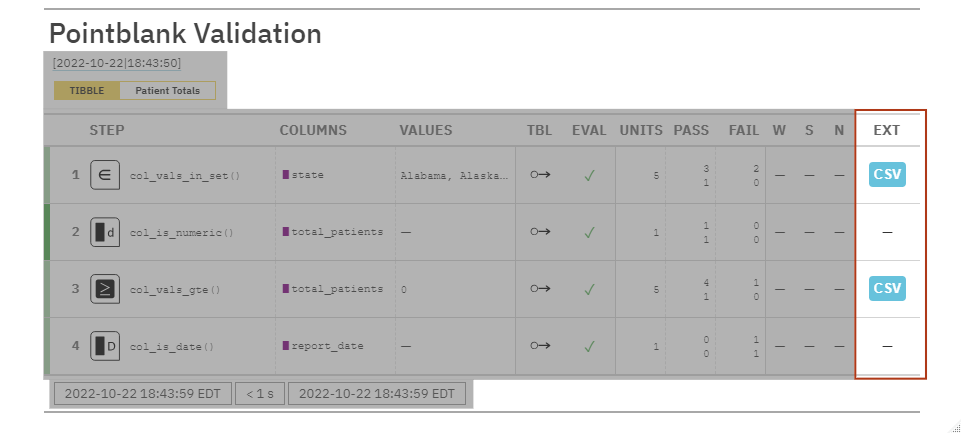 Pointblank Validation
[2022-10-22|18:43:50]
TIBBLE Patient Totals
STEP COLUMNS VALUES TBL EVAL UNITS PASS FAIL W S N EXT
1 ∈ col_vals_in_set() state Alabama, Alaska… ✓ 5 3 2 — — — CSV
1 0
2 d col_is_numeric() total_patients — ✓ 1 1 0 — — — —
1 0
3 ≥ col_vals_gte() total_patients 0 ✓ 5 4 1 — — — CSV
1 0
4 D col_is_date() report_date — ✓ 1 0 1 — — — —
0 1
2022-10-22 18:43:59 EDT < 1 s 2022-10-22 18:43:59 EDT